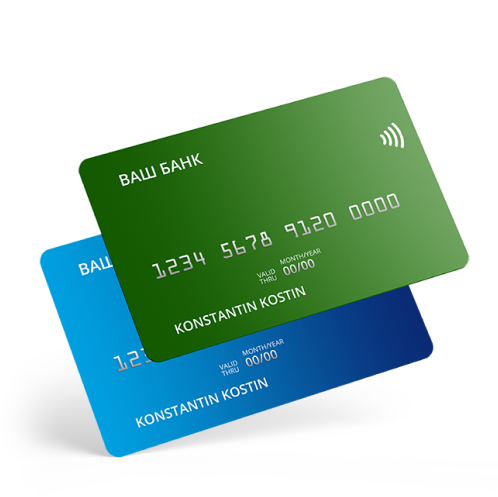 ВАШ БАНК
1234 5678 9120 0000
VALID THRU
MONTH/YEAR
00/00
KONSTANTIN KOSTIN
VALID THRU
MONTH/YEAR
00/00
KONSTANTIN KOSTIN